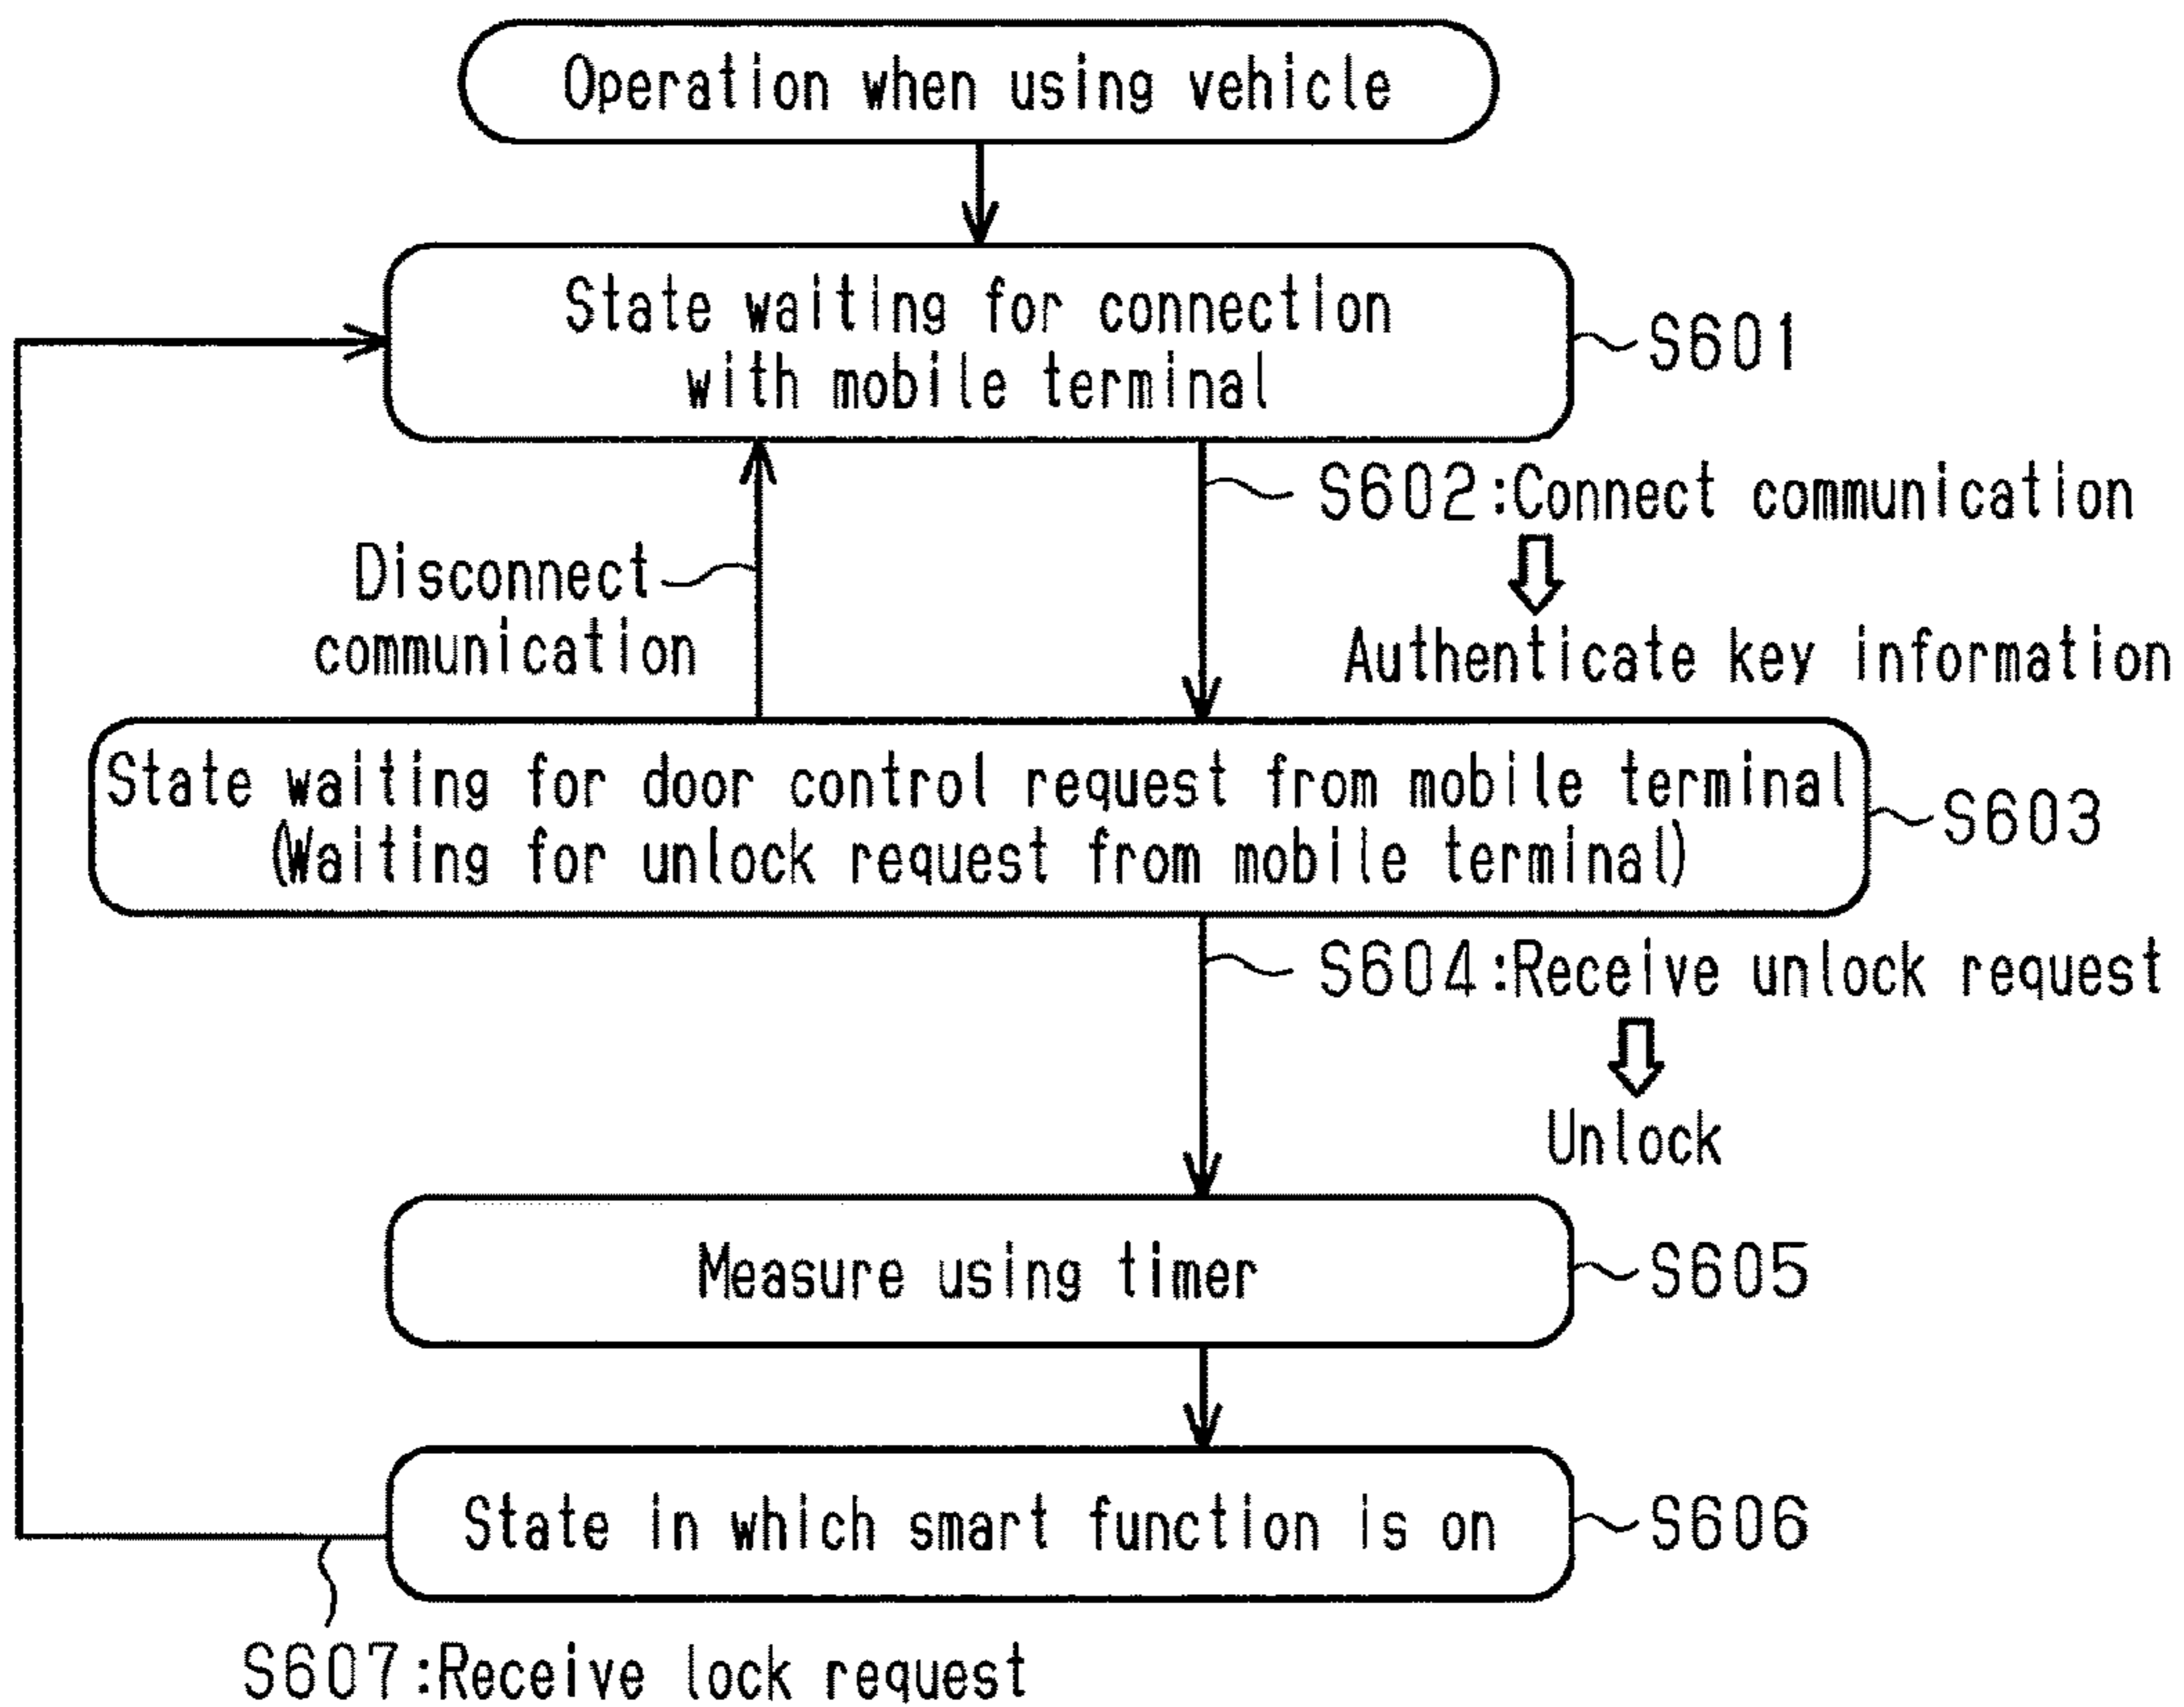 Operation when using vehicle
State waiting for connection
with mobile terminal
S601
S602:Connect communication
Authenticate key information
Disconnect
communication
State waiting for door control request from mobile terminal
(Waiting for unlock request from mobile terminal)
S603
S604:Receive unlock request
Unlock
Measure using timer
S605
State in which smart function is on
S606
S607:Receive lock request